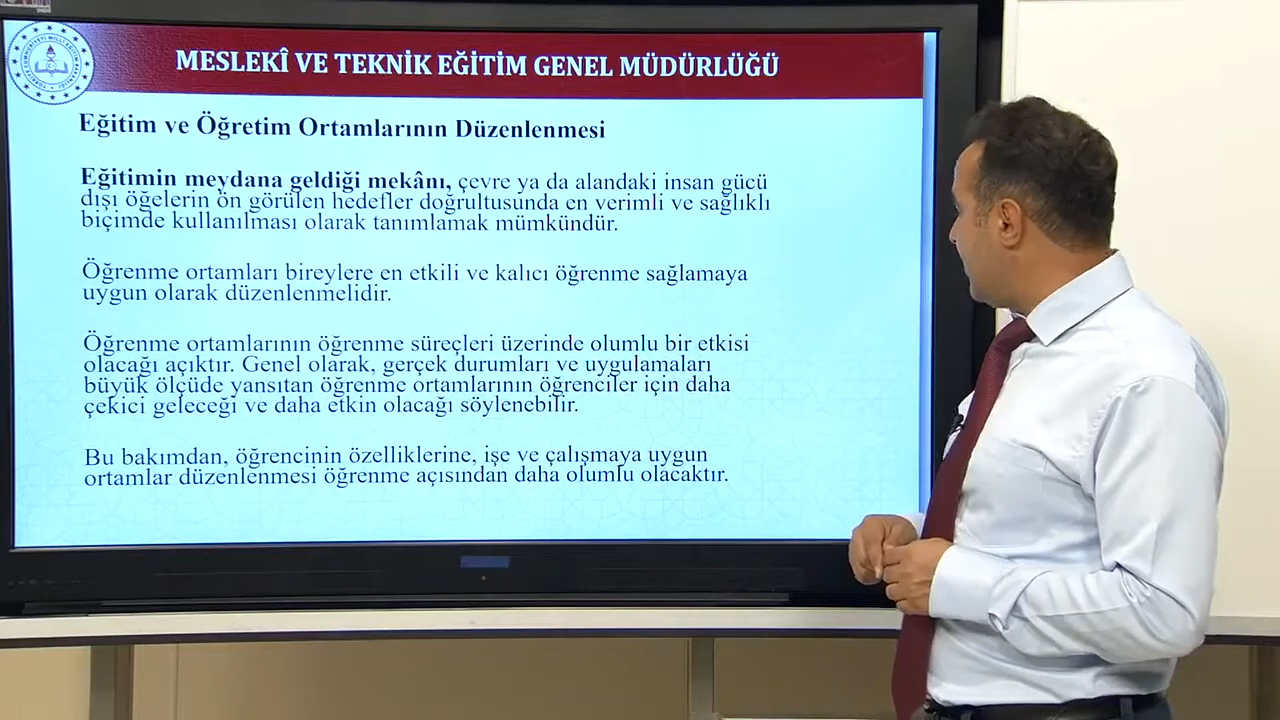 MESLEKÎ VE TEKNİK EĞİTİM GENEL MÜDÜRLÜĞÜ
Eğitim ve Öğretim Ortamlarının Düzenlenmesi
Eğitimin meydana geldiği mekânı, çevre ya da alandaki insan gücü
dışı öğelerin ön görülen hedefler doğrultusunda en verimli ve sağlıklı
biçimde kullanılması olarak tanımlamak mümkündür.
Öğrenme ortamları bireylere en etkili ve kalıcı öğrenme sağlamaya
uygun olarak düzenlenmelidir.
Öğrenme ortamlarının öğrenme süreçleri üzerinde olumlu bir etkisi
olacağı açıktır. Genel olarak, gerçek durumları ve uygulamaları
büyük ölçüde yansıtan öğrenme ortamlarının öğrenciler için daha
çekici geleceği ve daha etkin olacağı söylenebilir.
Bu bakımdan, öğrencinin özelliklerine, işe ve çalışmaya uygun
ortamlar düzenlenmesi öğrenme açısından daha olumlu olacaktır.